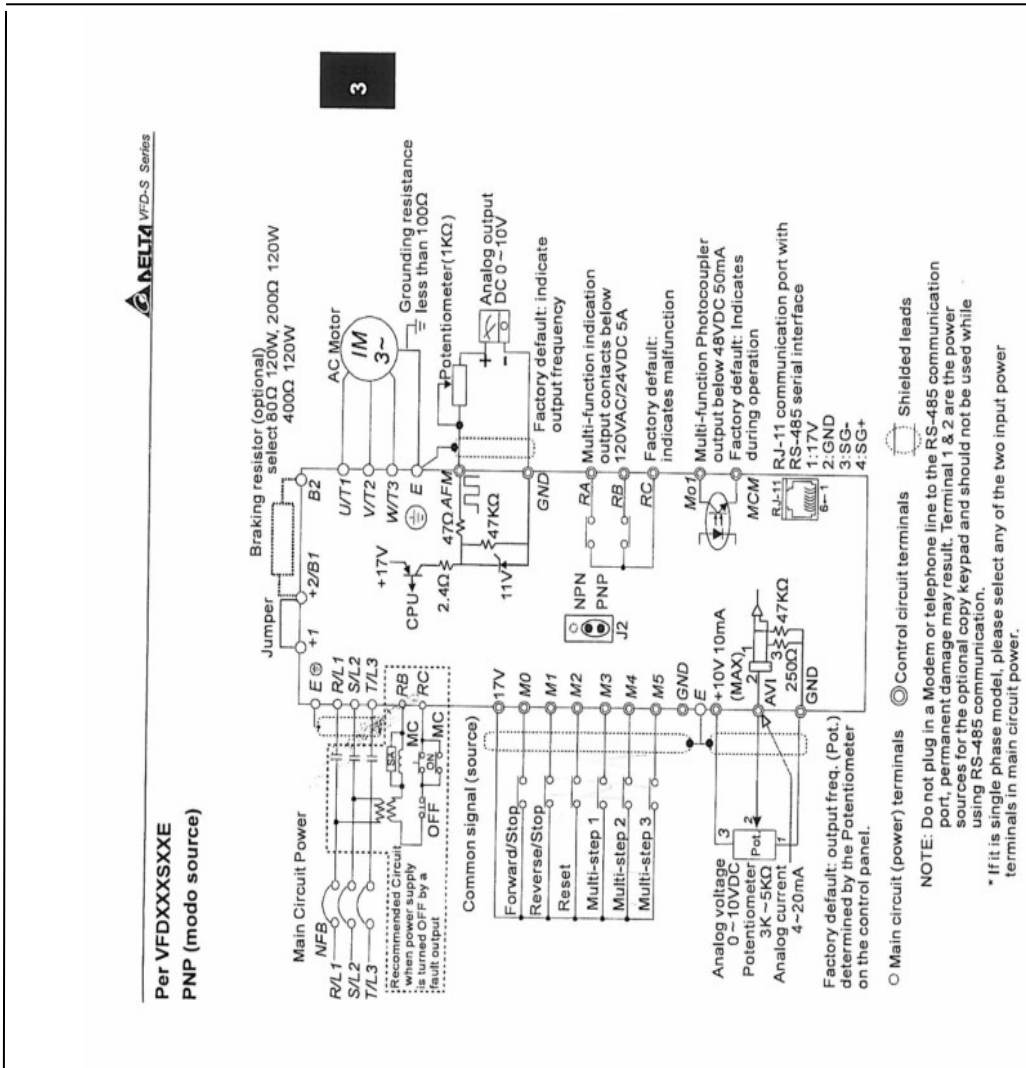 3
DELTA VFD-S Series
Per VFDXXXSXXE
PNP (modo source)
Braking resistor (optional)
select 80Ω 120W, 200Ω 120W
400Ω 120W
Jumper
+1
+2/B1
B2
Main Circuit Power
NFB
R/L1
S/L2
T/L3
E
R/L1
S/L2
T/L3
Recommended Circuit
when power supply
is turned OFF by a
fault output
SA
MC
RB
RC
OFF
ON
MC
U/T1
V/T2
W/T3
E
AC Motor
IM
3~
Grounding resistance
less than 100Ω
Common signal (source)
Forward/Stop
Reverse/Stop
Reset
Multi-step 1
Multi-step 2
Multi-step 3
17V
M0
M1
M2
M3
M4
M5
GND
E
NPN
PNP
J2
+17V
CPU
2.4Ω
47Ω
47KΩ
11V
AFM
GND
Potentiometer(1KΩ)
Analog output
DC 0~10V
+
-
Factory default: indicate
output frequency
RA
RB
RC
Multi-function indication
output contacts below
120VAC/24VDC 5A
Factory default:
indicates malfunction
Mo1
MCM
Multi-function Photocoupler
output below 48VDC 50mA
Factory default: Indicates
during operation
RJ-11
6←1
RJ-11 communication port with
RS-485 serial interface
1:17V
2:GND
3:SG-
4:SG+
Analog voltage
0~10VDC
Potentiometer
3K~5KΩ
Analog current
4~20mA
3
Pot.
2
1
+10V 10mA
(MAX)
AVI
2
1
3
47KΩ
250Ω
GND
Factory default: output freq. (Pot.)
determined by the Potentiometer
on the control panel.
Main circuit (power) terminals
Control circuit terminals
Shielded leads
NOTE: Do not plug in a Modem or telephone line to the RS-485 communication
port, permanent damage may result. Terminal 1 & 2 are the power
sources for the optional copy keypad and should not be used while
using RS-485 communication.
* If it is single phase model, please select any of the two input power
terminals in main circuit power.